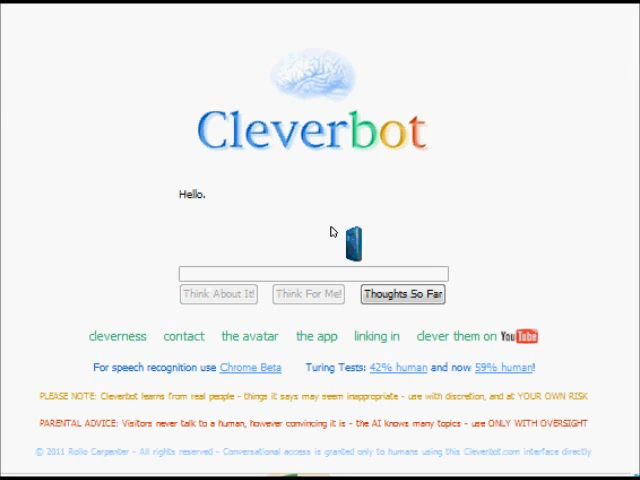 Cleverbot
Hello.
Think About It! Think For Me! Thoughts So Far
cleverness contact the avatar the app linking in clever them on YouTube
For speech recognition use Chrome Beta Turing Tests: 42% human and now 59% human!
PLEASE NOTE: Cleverbot learns from real people - things it says may seem inappropriate - use with discretion, and at YOUR OWN RISK
PARENTAL ADVICE: Visitors never talk to a human, however convincing it is - the AI knows many topics - use ONLY WITH OVERSIGHT
© 2011 Rollo Carpenter - All rights reserved - Conversational access is granted only to humans using this Cleverbot.com interface directly